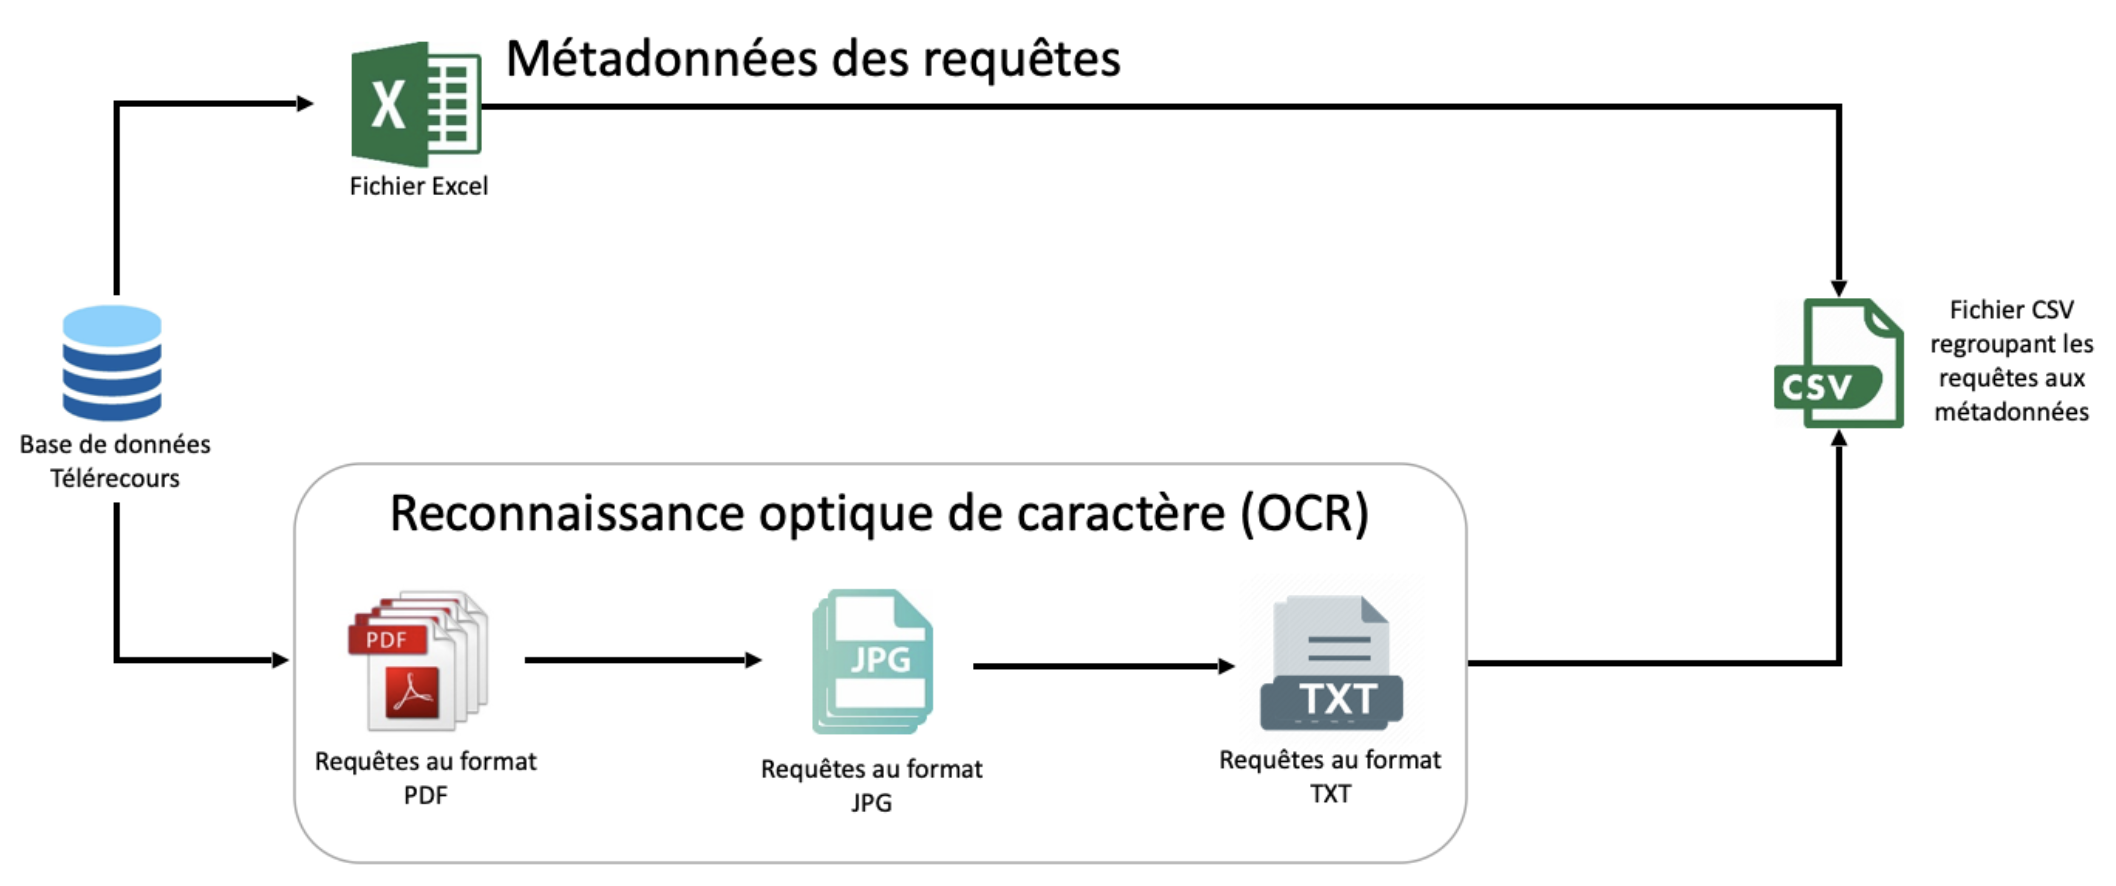 Métadonnées des requêtes
X
Fichier Excel
Base de données
Télérecours
Fichier CSV
regroupant les
requêtes aux
métadonnées
CSV
Reconnaissance optique de caractère (OCR)
PDF
Requêtes au format
PDF
JPG
Requêtes au format
JPG
TXT
Requêtes au format
TXT